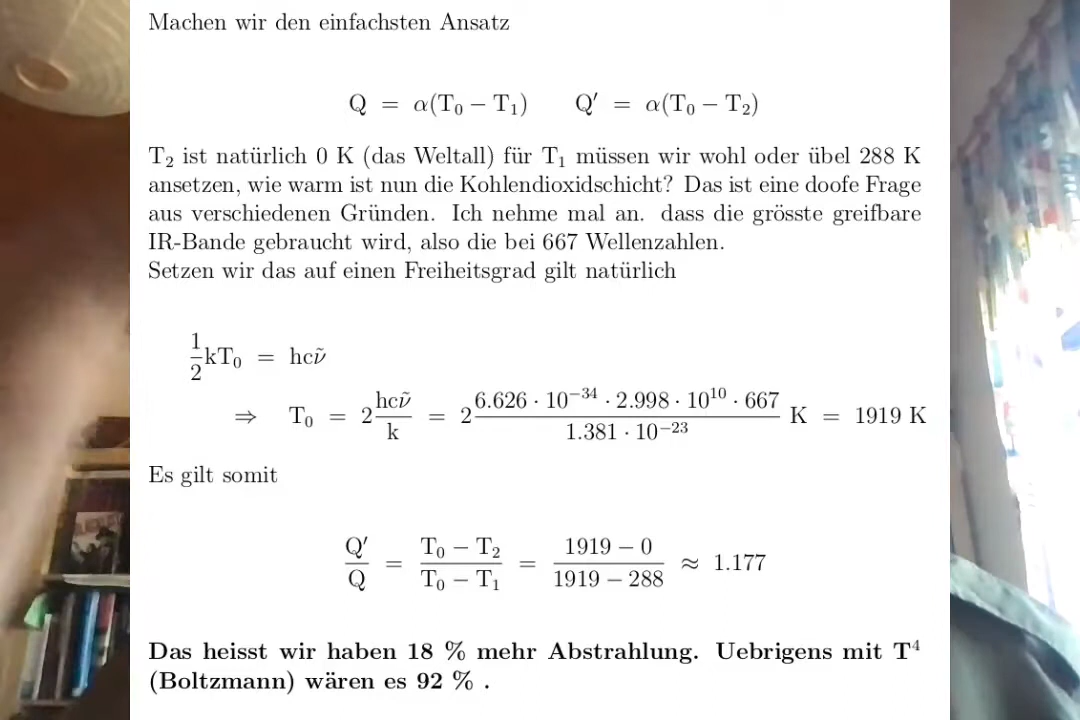 Machen wir den einfachsten Ansatz
Q = α(T₀ − T₁) Q′ = α(T₀ − T₂)
T₂ ist natürlich 0 K (das Weltall) für T₁ müssen wir wohl oder übel 288 K
ansetzen, wie warm ist nun die Kohlendioxidschicht? Das ist eine doofe Frage
aus verschiedenen Gründen. Ich nehme mal an. dass die grösste greifbare
IR-Bande gebraucht wird, also die bei 667 Wellenzahlen.
Setzen wir das auf einen Freiheitsgrad gilt natürlich
1/2 kT₀ = hcν̃
⇒ T₀ = 2 hcν̃/k = 2 (6.626 · 10⁻³⁴ · 2.998 · 10¹⁰ · 667)/(1.381 · 10⁻²³) K = 1919 K
Es gilt somit
Q′/Q = (T₀ − T₂)/(T₀ − T₁) = (1919 − 0)/(1919 − 288) ≈ 1.177
Das heisst wir haben 18 % mehr Abstrahlung. Uebrigens mit T⁴
(Boltzmann) wären es 92 % .